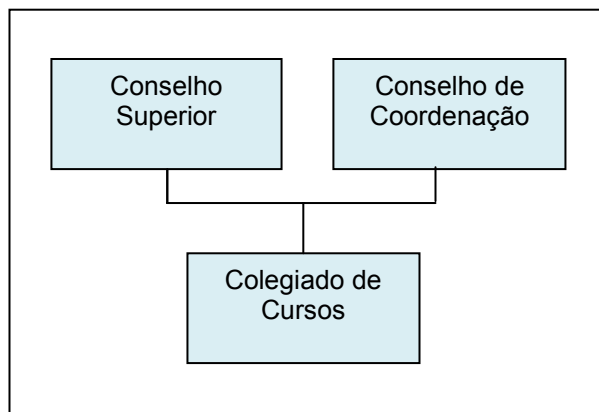 Conselho
Superior
Conselho de
Coordenação
Colegiado de
Cursos